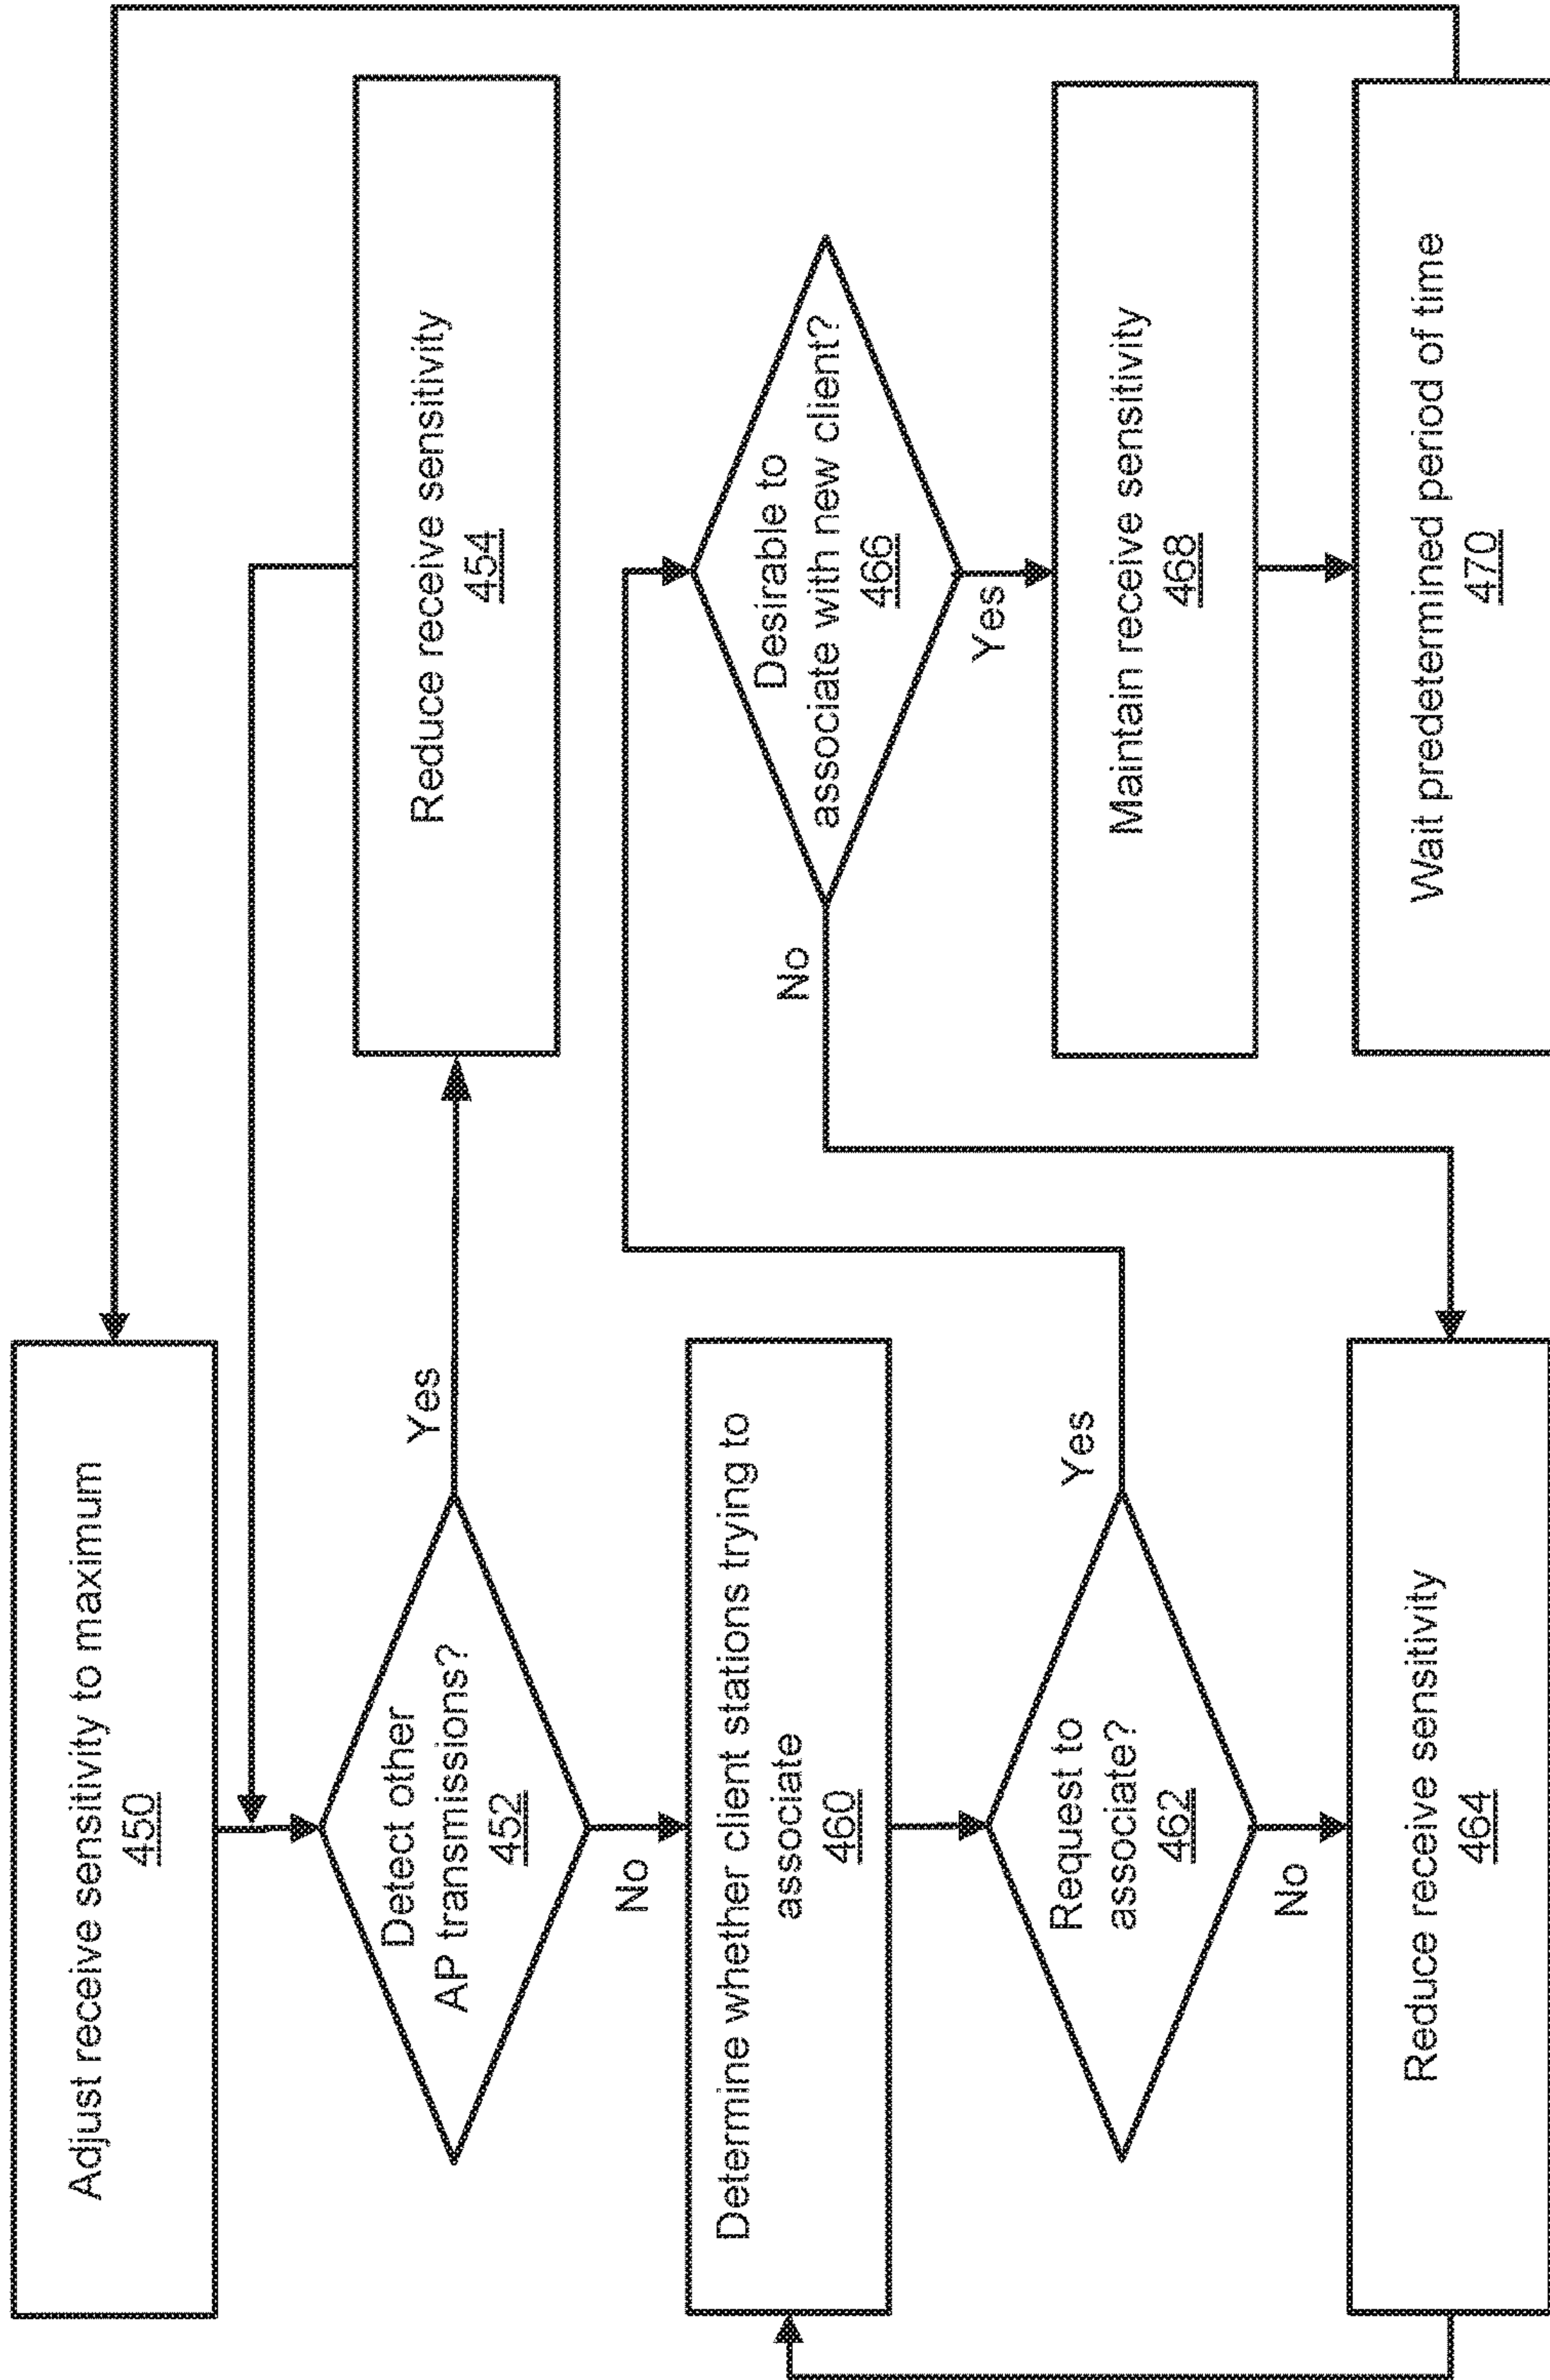 Adjust receive sensitivity to maximum
450
Detect other
AP transmissions?
452
Yes
Reduce receive sensitivity
454
No
Determine whether client stations trying to
associate
460
Request to
associate?
462
Yes
Desirable to
associate with new client?
466
No
Reduce receive sensitivity
464
No
Yes
Maintain receive sensitivity
468
Wait predetermined period of time
470